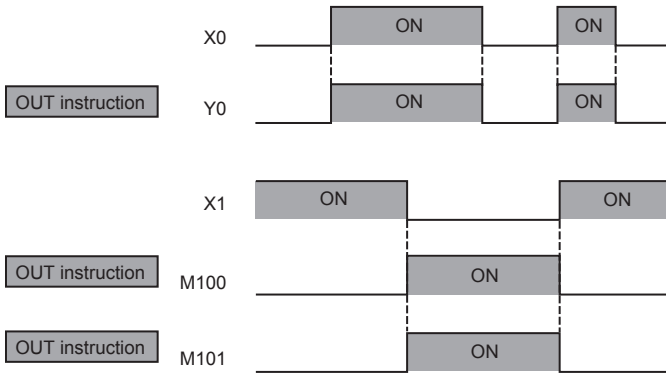 X0 ON ON
OUT instruction Y0 ON ON
X1 ON ON
OUT instruction M100 ON
OUT instruction M101 ON